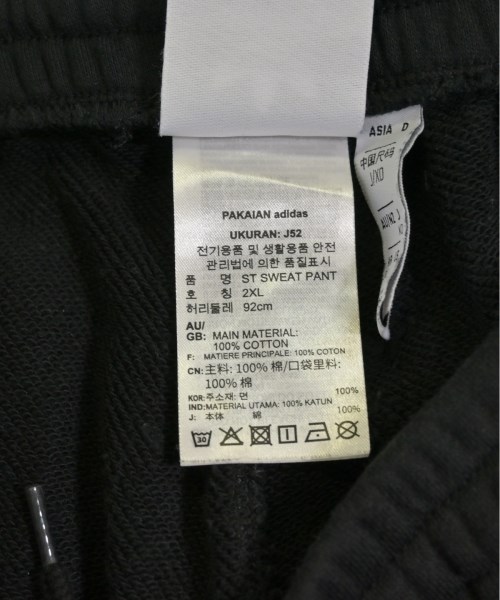 PAKAIAN adidas
UKURAN: J52
전기용품 및 생활용품 안전
관리법에 의한 품질표시
품 명 ST SWEAT PANT
호 칭 2XL
허리둘레 92cm
AU/
GB: MAIN MATERIAL:
100% COTTON
F: MATIERE PRINCIPALE: 100% COTON
CN: 主料: 100% 棉/口袋里料:
100% 棉
KOR: 주소재: 면 100%
IND: MATERIAL UTAMA: 100% KATUN
J: 本体 綿 100%
30
ASIA D
中国尺码
J/XO